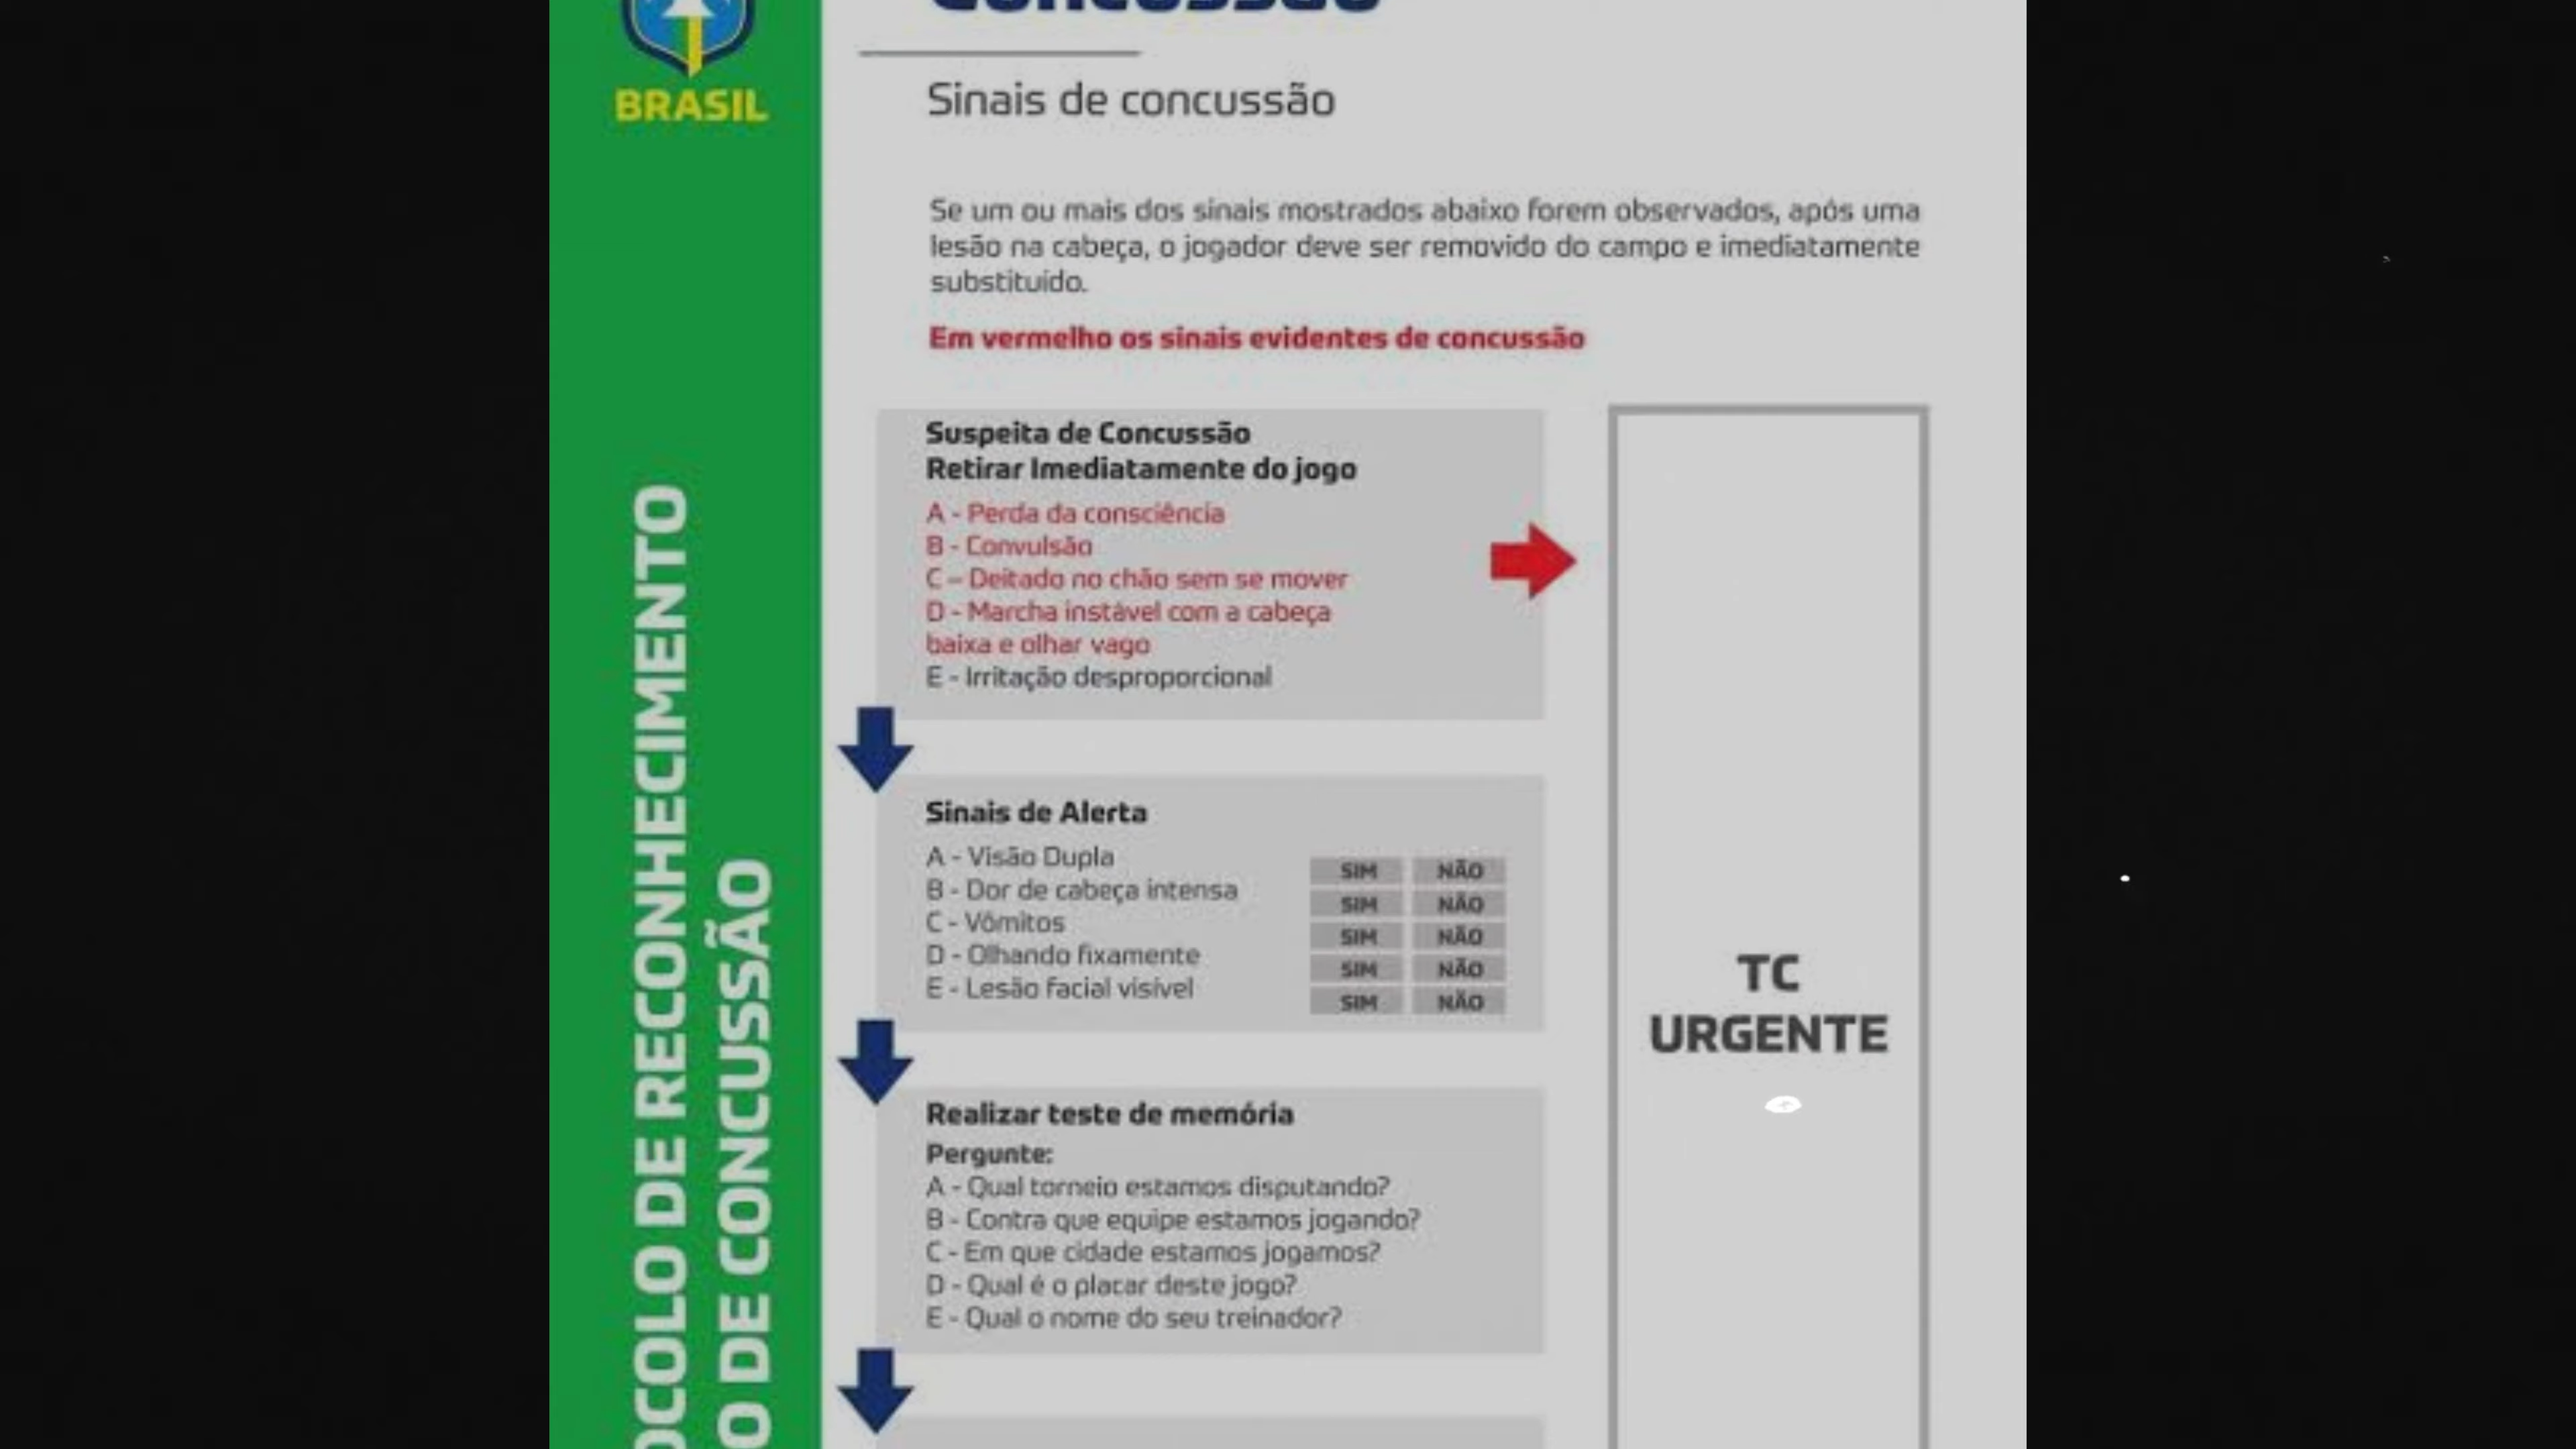 Concussão
BRASIL
Sinais de concussão
Se um ou mais dos sinais mostrados abaixo forem observados, após uma
lesão na cabeça, o jogador deve ser removido do campo e imediatamente
substituído.
Em vermelho os sinais evidentes de concussão
Suspeita de Concussão
Retirar Imediatamente do jogo
A - Perda da consciência
B - Convulsão
C – Deitado no chão sem se mover
D - Marcha instável com a cabeça
baixa e olhar vago
E - Irritação desproporcional
Sinais de Alerta
A - Visão Dupla SIM NÃO
B - Dor de cabeça intensa SIM NÃO
C - Vômitos SIM NÃO
D - Olhando fixamente SIM NÃO
E - Lesão facial visível SIM NÃO
Realizar teste de memória
Pergunte:
A - Qual torneio estamos disputando?
B - Contra que equipe estamos jogando?
C - Em que cidade estamos jogamos?
D - Qual é o placar deste jogo?
E - Qual o nome do seu treinador?
TC
URGENTE
OCOLO DE RECONHECIMENTO
O DE CONCUSSÃO